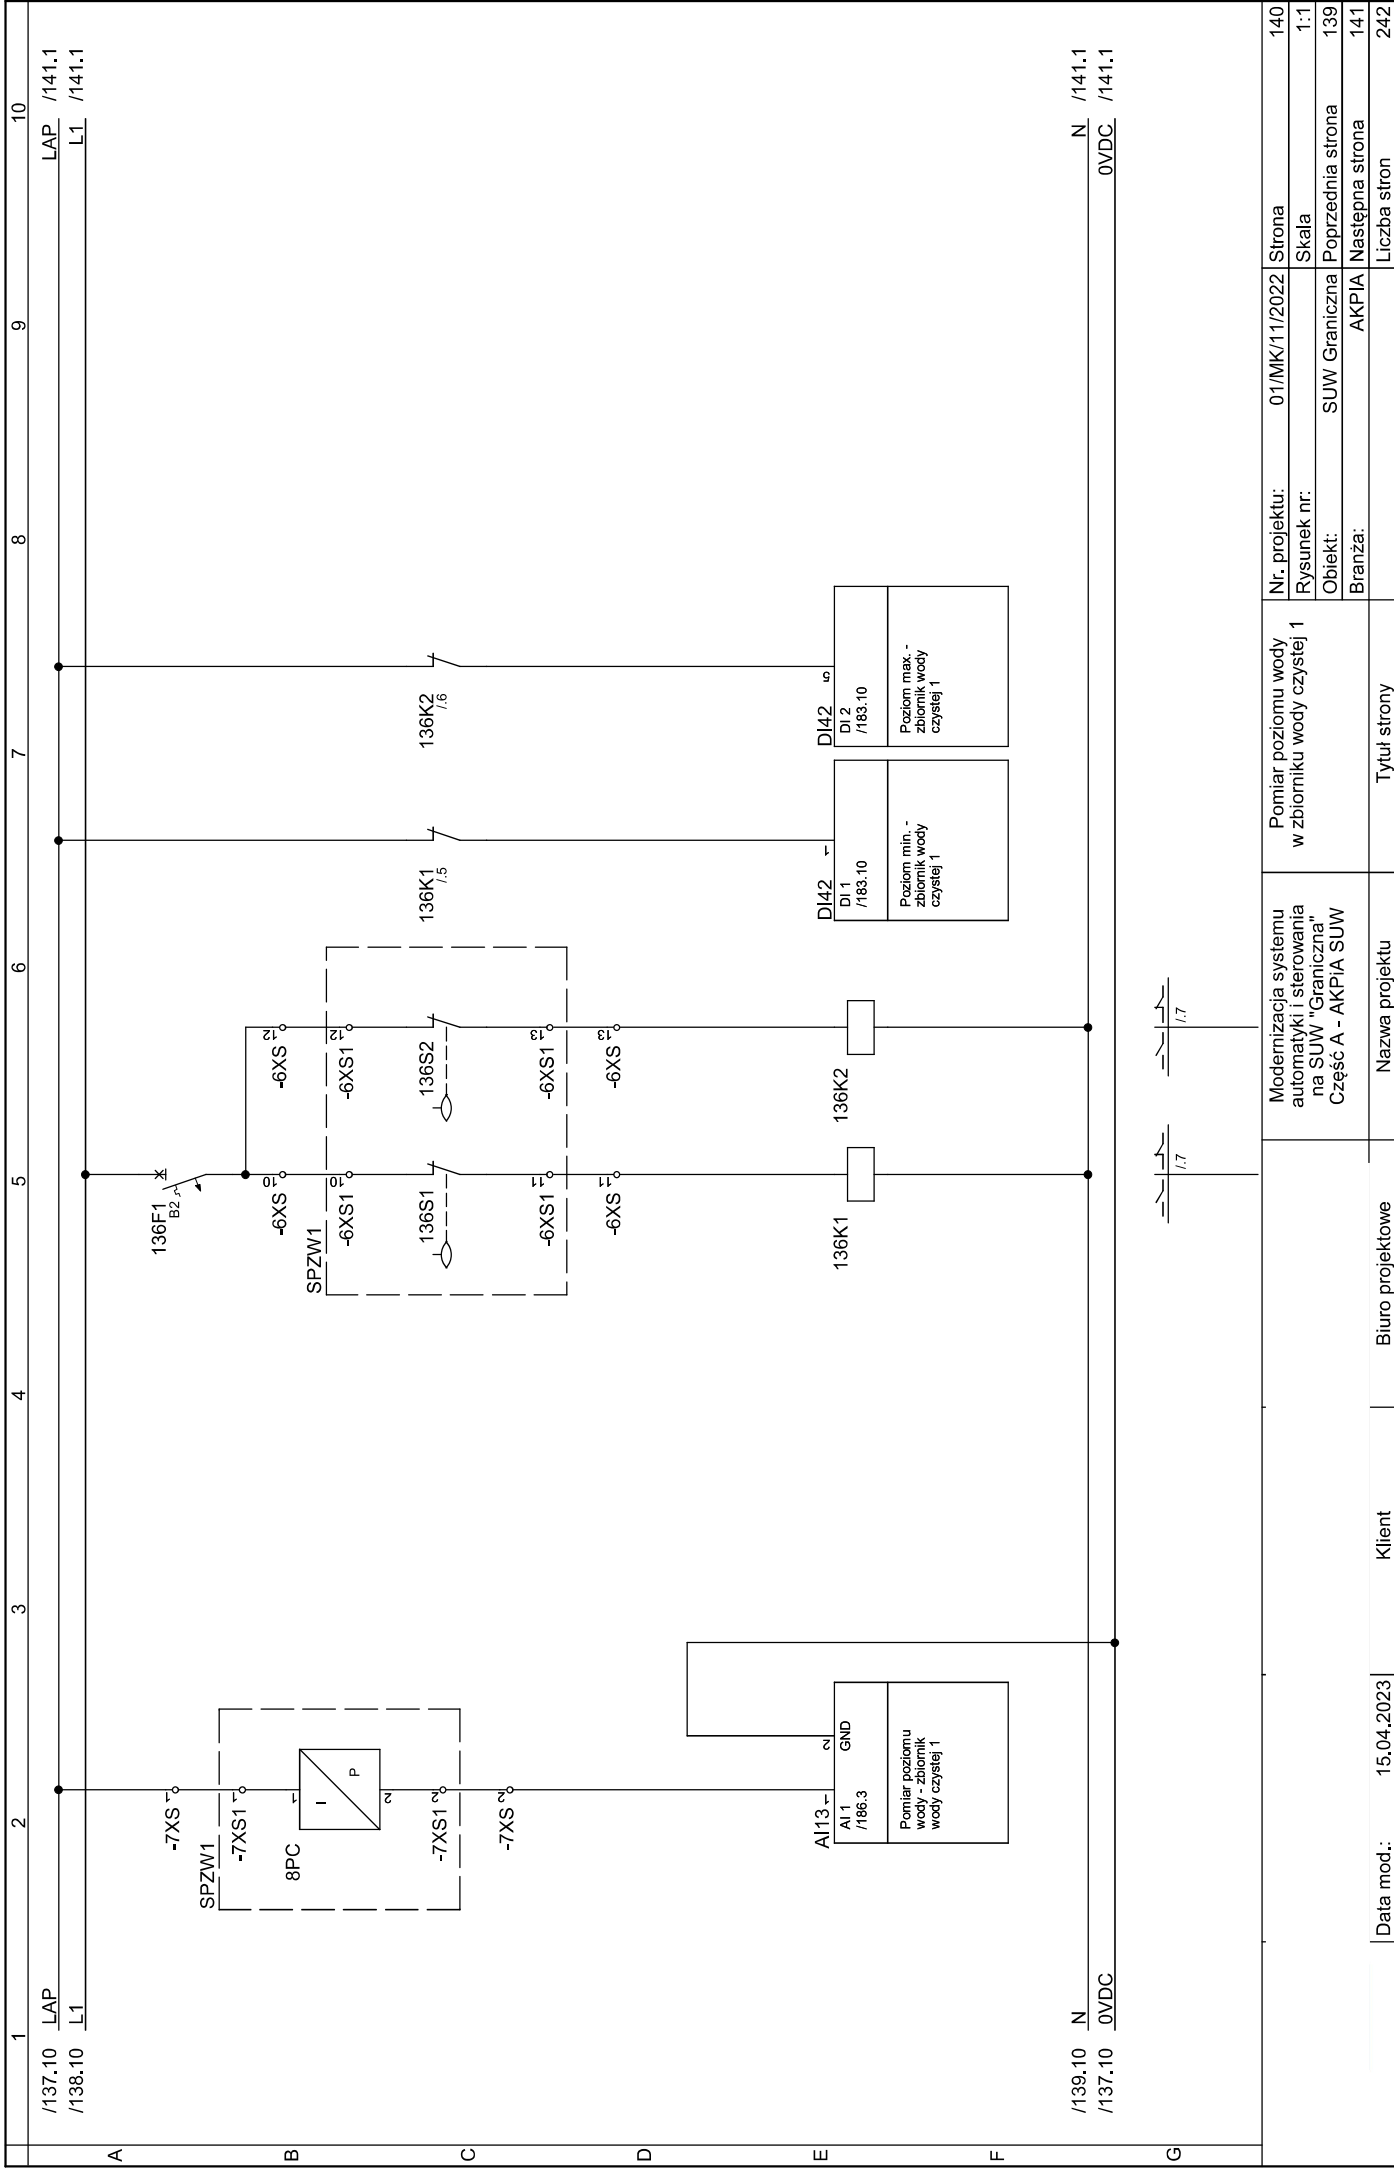 1 2 3 4 5 6 7 8 9 10
A
B
C
D
E
F
G
/137.10 LAP
/138.10 L1
LAP /141.1
L1 /141.1
-7XS 1
SPZW1
-7XS1 1
8PC
1
I
P
2
-7XS1 2
-7XS 2
AI13 1
2
AI 1
/186.3
GND
Pomiar poziomu
wody - zbiornik
wody czystej 1
136F1
B2
-6XS 10
-6XS 12
SPZW1
-6XS1 10
-6XS1 12
136S1
136S2
-6XS1 11
-6XS1 13
-6XS 11
-6XS 13
136K1
136K2
136K1
/.5
136K2
/.6
DI42 1
DI 1
/183.10
Poziom min. -
zbiornik wody
czystej 1
DI42 5
DI 2
/183.10
Poziom max. -
zbiornik wody
czystej 1
/139.10 N
/137.10 0VDC
N /141.1
0VDC /141.1
/.7
/.7
Data mod.: 15.04.2023
Klient
Biuro projektowe
Modernizacja systemu
automatyki i sterowania
na SUW "Graniczna"
Część A - AKPiA SUW
Nazwa projektu
Pomiar poziomu wody
w zbiorniku wody czystej 1
Tytuł strony
Nr. projektu: 01/MK/11/2022
Rysunek nr:
Obiekt: SUW Graniczna
Branża: AKPIA
Strona 140
Skala 1:1
Poprzednia strona 139
Następna strona 141
Liczba stron 242